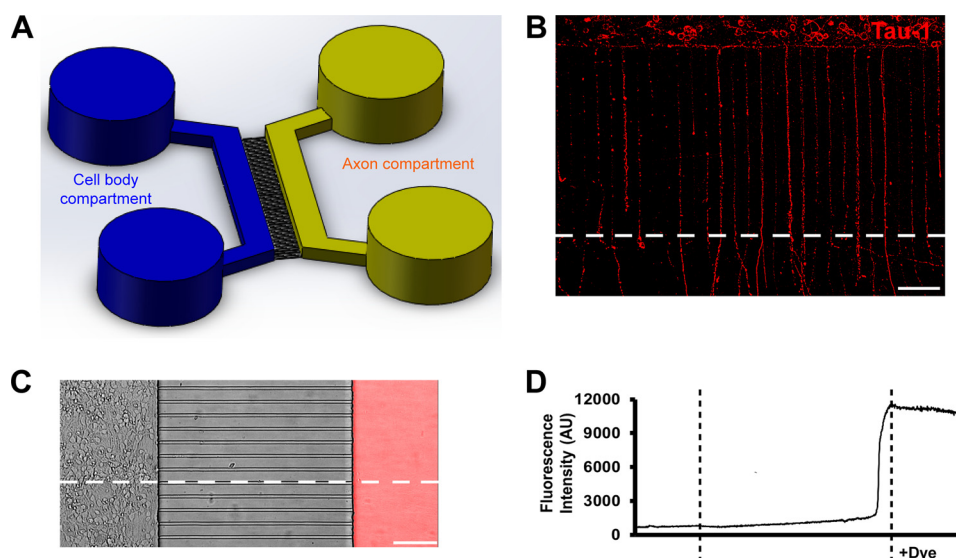 A
Cell body
compartment
Axon compartment
B
Tau-1
C
D
Fluorescence
Intensity (AU)
12000
9000
6000
3000
0
+Dye